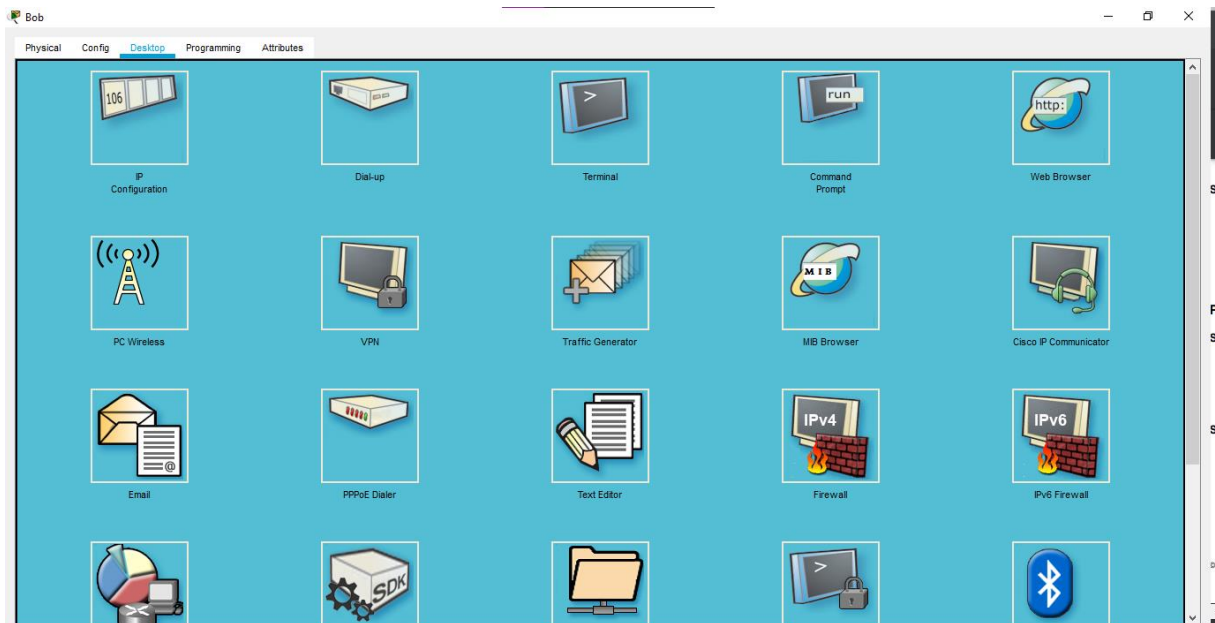 Bob
Physical Config Desktop Programming Attributes
106
run
http:
IP
Configuration
Dial-up
Terminal
Command
Prompt
Web Browser
MIB
PC Wireless
VPN
Traffic Generator
MIB Browser
Cisco IP Communicator
IPv4
IPv6
Email
PPPoE Dialer
Text Editor
Firewall
IPv6 Firewall
SDK